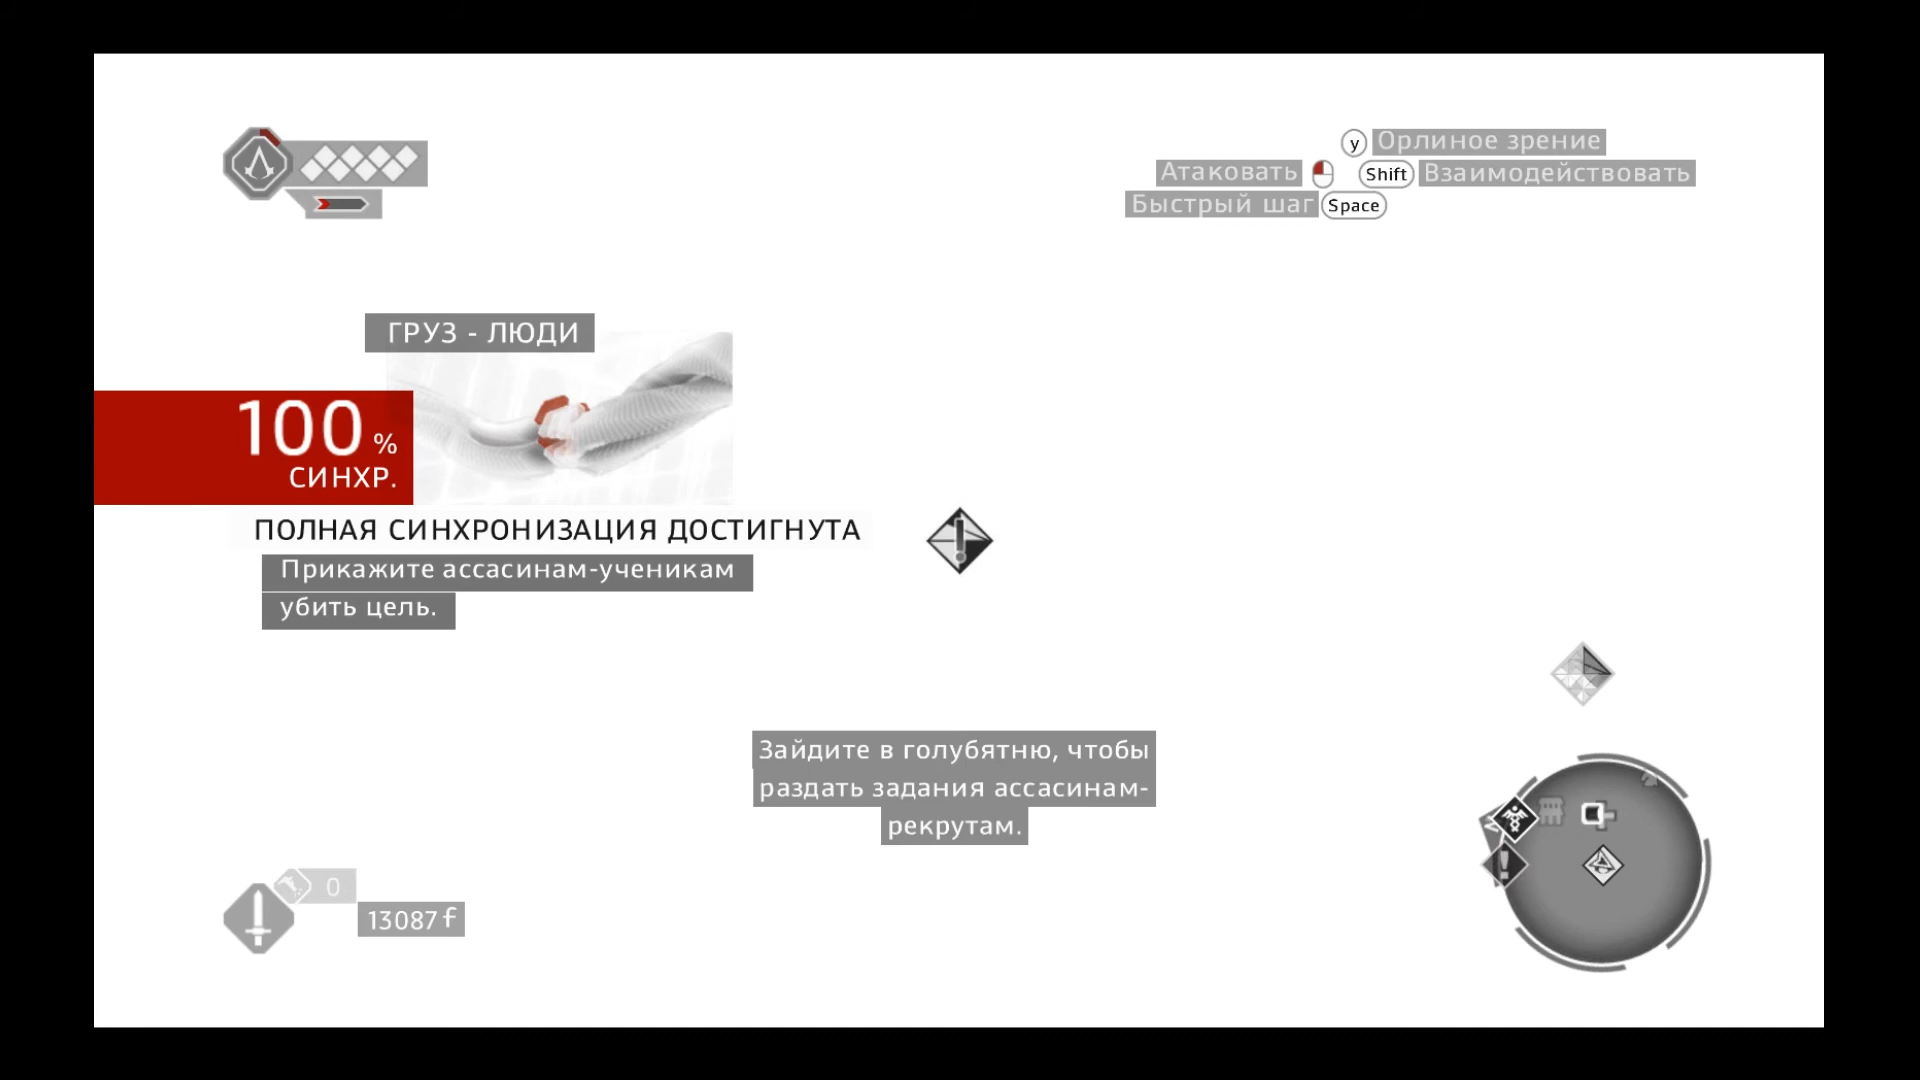 у Орлиное зрение
Атаковать Shift Взаимодействовать
Быстрый шаг Space
ГРУЗ - ЛЮДИ
100 %
СИНХР.
ПОЛНАЯ СИНХРОНИЗАЦИЯ ДОСТИГНУТА
Прикажите ассасинам-ученикам
убить цель.
Зайдите в голубятню, чтобы
раздать задания ассасинам-
рекрутам.
0
13087 f